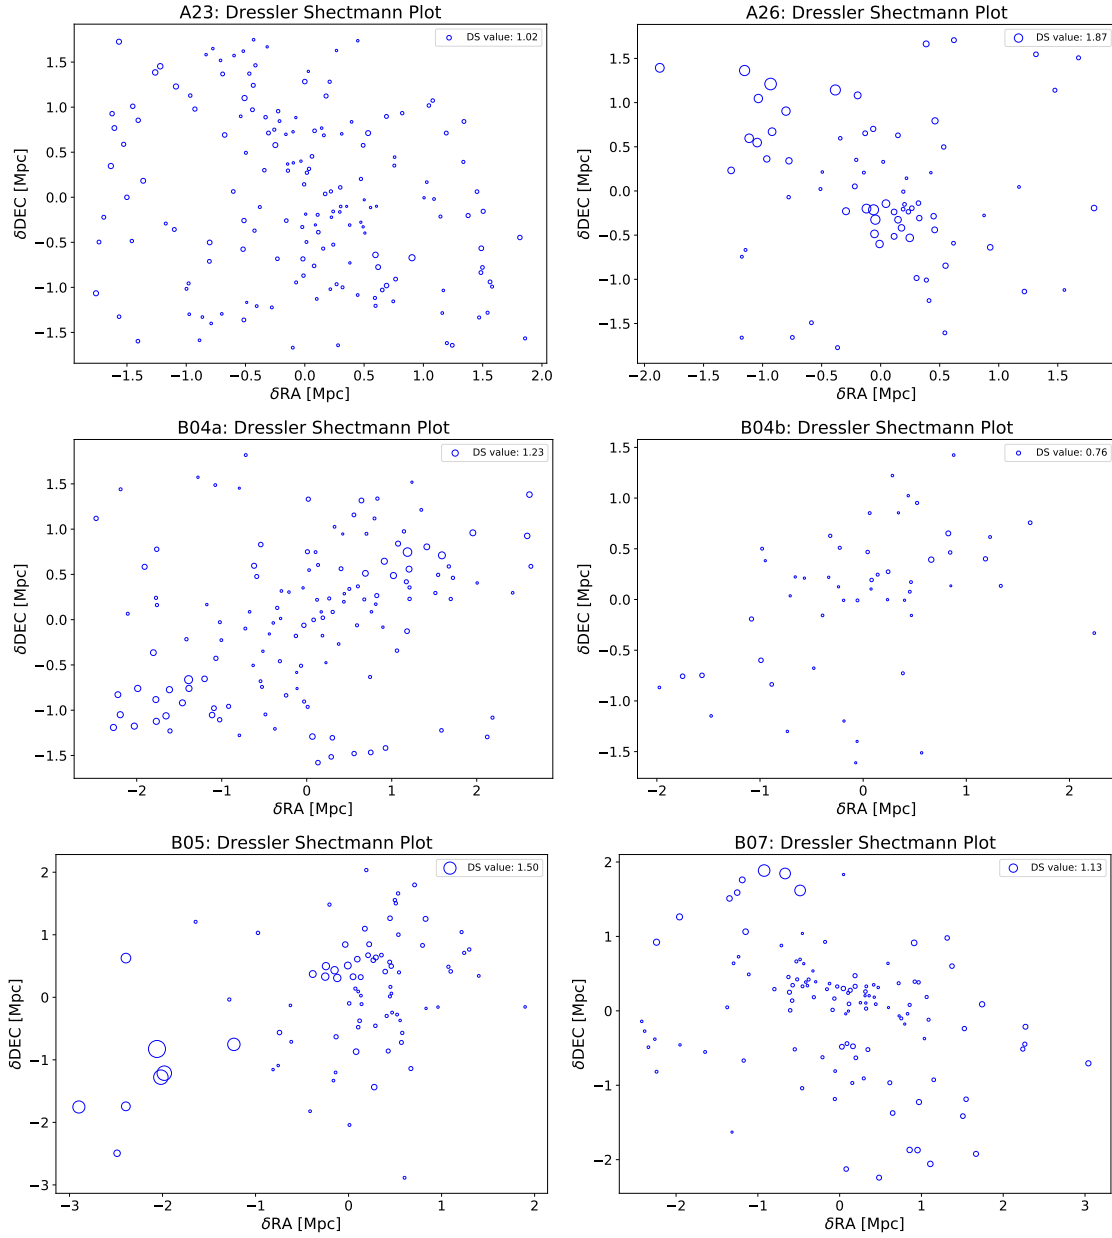 A23: Dressler Shectmann Plot
DS value: 1.02
1.5
1.0
0.5
0.0
−0.5
−1.0
−1.5
δDEC [Mpc]
−1.5 −1.0 −0.5 0.0 0.5 1.0 1.5 2.0
δRA [Mpc]
A26: Dressler Shectmann Plot
DS value: 1.87
1.5
1.0
0.5
0.0
−0.5
−1.0
−1.5
δDEC [Mpc]
−2.0 −1.5 −1.0 −0.5 0.0 0.5 1.0 1.5
δRA [Mpc]
B04a: Dressler Shectmann Plot
DS value: 1.23
1.5
1.0
0.5
0.0
−0.5
−1.0
−1.5
δDEC [Mpc]
−2 −1 0 1 2
δRA [Mpc]
B04b: Dressler Shectmann Plot
DS value: 0.76
1.5
1.0
0.5
0.0
−0.5
−1.0
−1.5
δDEC [Mpc]
−2 −1 0 1 2
δRA [Mpc]
B05: Dressler Shectmann Plot
DS value: 1.50
2
1
0
−1
−2
−3
δDEC [Mpc]
−3 −2 −1 0 1 2
δRA [Mpc]
B07: Dressler Shectmann Plot
DS value: 1.13
2
1
0
−1
−2
δDEC [Mpc]
−2 −1 0 1 2 3
δRA [Mpc]